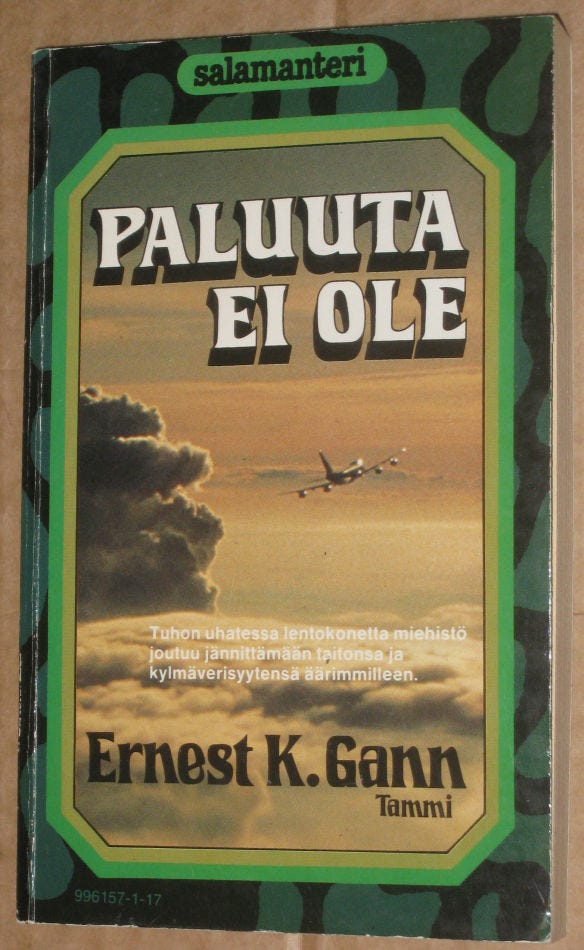 salamanteri
PALUUTA
EI OLE
Tuhon uhatessa lentokonetta miehistö
joutuu jännittämään taitonsa ja
kylmäverisyytensä äärimmilleen.
Ernest K. Gann
Tammi
996157-1-17